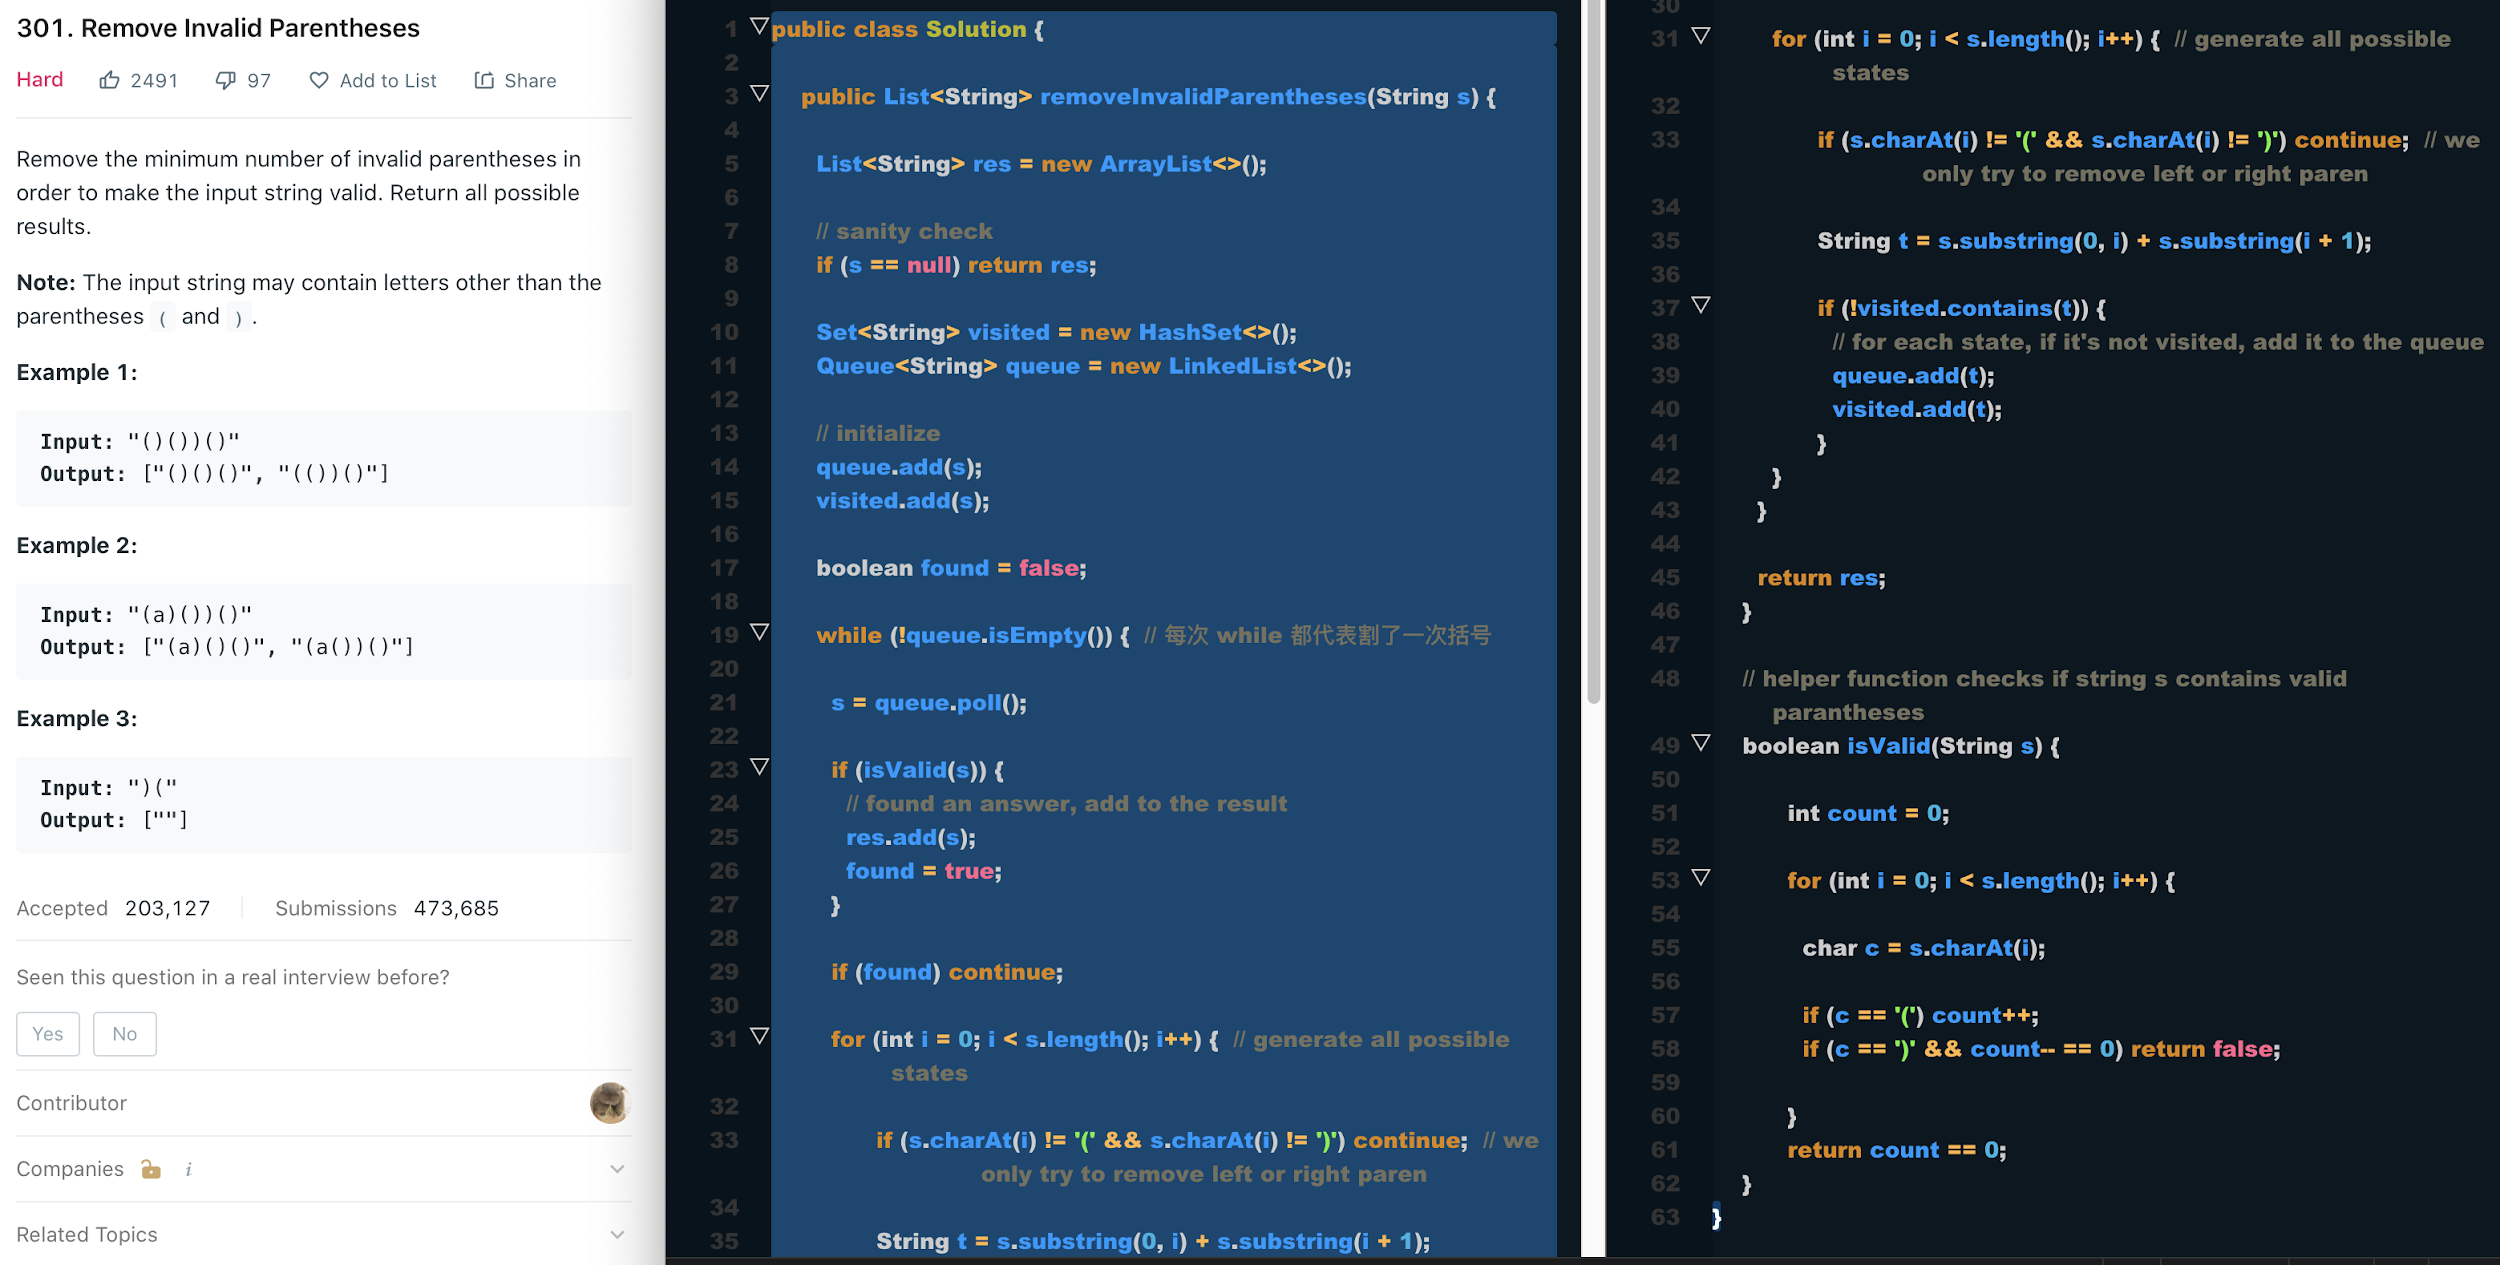 301. Remove Invalid Parentheses
Hard 2491 97 Add to List Share
Remove the minimum number of invalid parentheses in
order to make the input string valid. Return all possible
results.
Note: The input string may contain letters other than the
parentheses ( and ) .
Example 1:
Input: "()())()"
Output: ["()()()", "(())()"]
Example 2:
Input: "(a)())()"
Output: ["(a)()()", "(a())()"]
Example 3:
Input: ")("
Output: [""]
Accepted 203,127 Submissions 473,685
Seen this question in a real interview before?
Yes No
Contributor
Companies i
Related Topics
1 public class Solution {
2
3 public List<String> removeInvalidParentheses(String s) {
4
5 List<String> res = new ArrayList<>();
6
7 // sanity check
8 if (s == null) return res;
9
10 Set<String> visited = new HashSet<>();
11 Queue<String> queue = new LinkedList<>();
12
13 // initialize
14 queue.add(s);
15 visited.add(s);
16
17 boolean found = false;
18
19 while (!queue.isEmpty()) { // 每次 while 都代表割了一次括号
20
21 s = queue.poll();
22
23 if (isValid(s)) {
24 // found an answer, add to the result
25 res.add(s);
26 found = true;
27 }
28
29 if (found) continue;
30
31 for (int i = 0; i < s.length(); i++) { // generate all possible
states
32
33 if (s.charAt(i) != '(' && s.charAt(i) != ')') continue; // we
only try to remove left or right paren
34
35 String t = s.substring(0, i) + s.substring(i + 1);
30
31 for (int i = 0; i < s.length(); i++) { // generate all possible
states
32
33 if (s.charAt(i) != '(' && s.charAt(i) != ')') continue; // we
only try to remove left or right paren
34
35 String t = s.substring(0, i) + s.substring(i + 1);
36
37 if (!visited.contains(t)) {
38 // for each state, if it's not visited, add it to the queue
39 queue.add(t);
40 visited.add(t);
41 }
42 }
43 }
44
45 return res;
46 }
47
48 // helper function checks if string s contains valid
parantheses
49 boolean isValid(String s) {
50
51 int count = 0;
52
53 for (int i = 0; i < s.length(); i++) {
54
55 char c = s.charAt(i);
56
57 if (c == '(') count++;
58 if (c == ')' && count-- == 0) return false;
59
60 }
61 return count == 0;
62 }
63 }